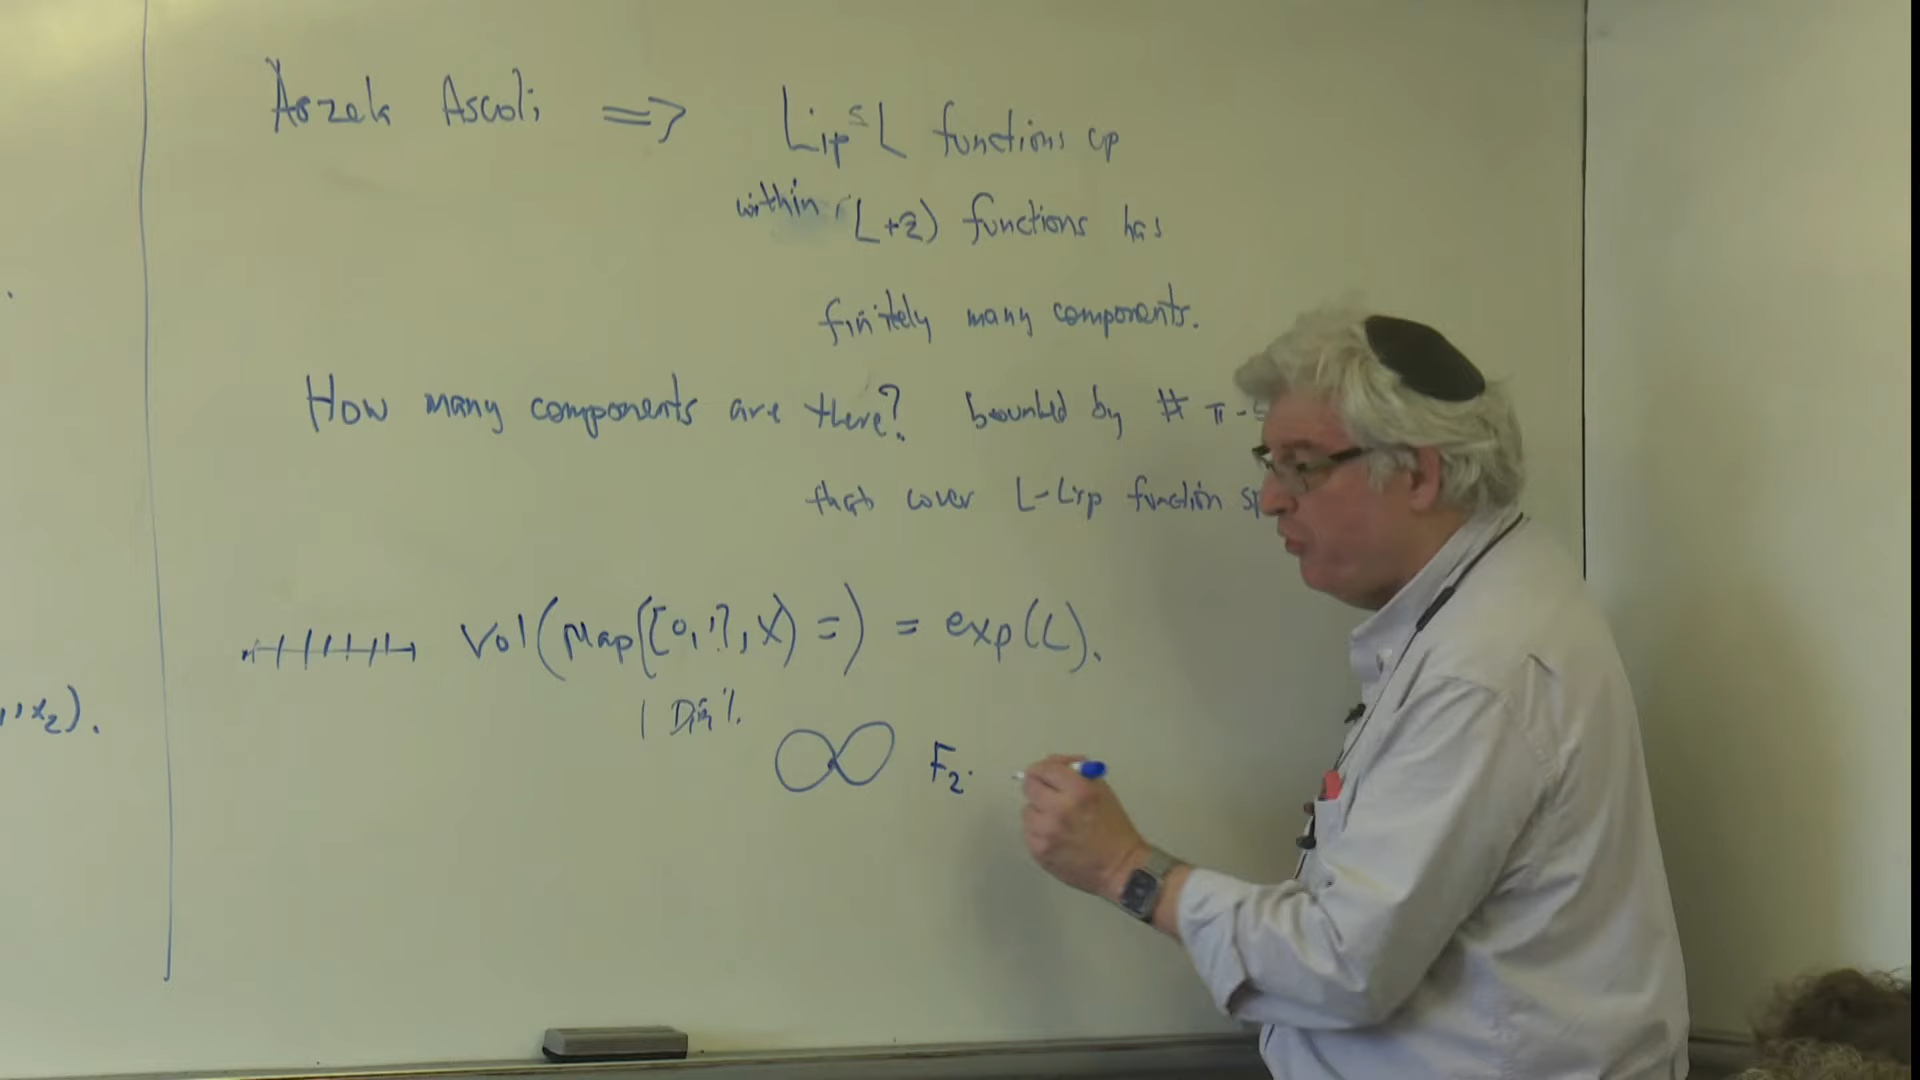 Arzela Ascoli ⟹ Lip ≤ L functions up
within (L+2) functions has
finitely many components.
How many components are there? bounded by # π-
that cover L-Lip function sp
Vol(Map([0,1], X) =) = exp(L).
, x₂).
1 Dim'l.
F₂.